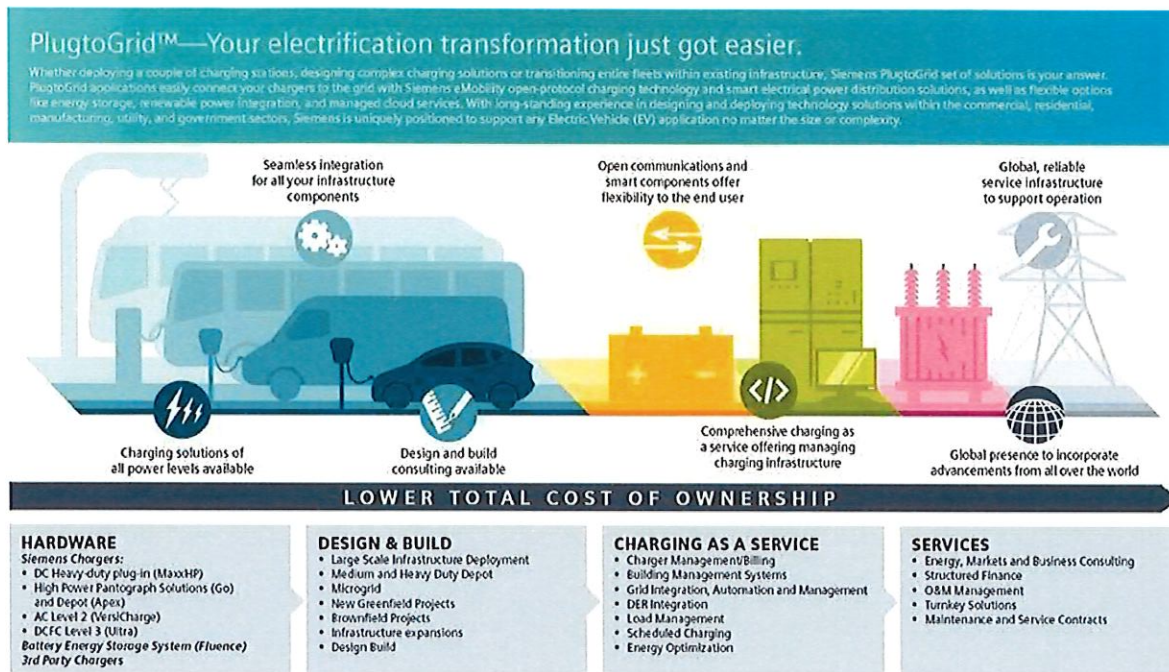 PlugtoGrid™—Your electrification transformation just got easier.
Whether deploying a couple of charging stations, designing complex charging solutions or transitioning entire fleets within existing infrastructure, Siemens PlugtoGrid set of solutions is your answer.
PlugtoGrid applications easily connect your chargers to the grid with Siemens eMobility open-protocol charging technology and smart electrical power distribution solutions, as well as flexible options
like energy storage, renewable power integration, and managed cloud services. With long-standing experience in designing and deploying technology solutions within the commercial, residential,
manufacturing, utility, and government sectors, Siemens is uniquely positioned to support any Electric Vehicle (EV) application no matter the size or complexity.
Seamless integration
for all your infrastructure
components
Open communications and
smart components offer
flexibility to the end user
Global, reliable
service infrastructure
to support operation
Charging solutions of
all power levels available
Design and build
consulting available
Comprehensive charging as
a service offering managing
charging infrastructure
Global presence to incorporate
advancements from all over the world
LOWER TOTAL COST OF OWNERSHIP
HARDWARE
Siemens Chargers:
• DC Heavy-duty plug-in (MaxxHP)
• High Power Pantograph Solutions (Go)
and Depot (Apex)
• AC Level 2 (VersiCharge)
• DCFC Level 3 (Ultra)
Battery Energy Storage System (Fluence)
3rd Party Chargers
DESIGN & BUILD
• Large Scale Infrastructure Deployment
• Medium and Heavy Duty Depot
• Microgrid
• New Greenfield Projects
• Brownfield Projects
• Infrastructure expansions
• Design Build
CHARGING AS A SERVICE
• Charger Management/Billing
• Building Management Systems
• Grid Integration, Automation and Management
• DER Integration
• Load Management
• Scheduled Charging
• Energy Optimization
SERVICES
• Energy, Markets and Business Consulting
• Structured Finance
• O&M Management
• Turnkey Solutions
• Maintenance and Service Contracts